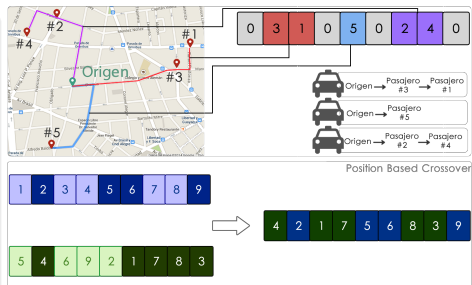 #2
#4
#1
#3
Origen
#5
0 3 1 0 5 0 2 4 0
Origen → Pasajero #3 → Pasajero #1
Origen → Pasajero #5
Origen → Pasajero #2 → Pasajero #4
Position Based Crossover
1 2 3 4 5 6 7 8 9
4 2 1 7 5 6 8 3 9
5 4 6 9 2 1 7 8 3